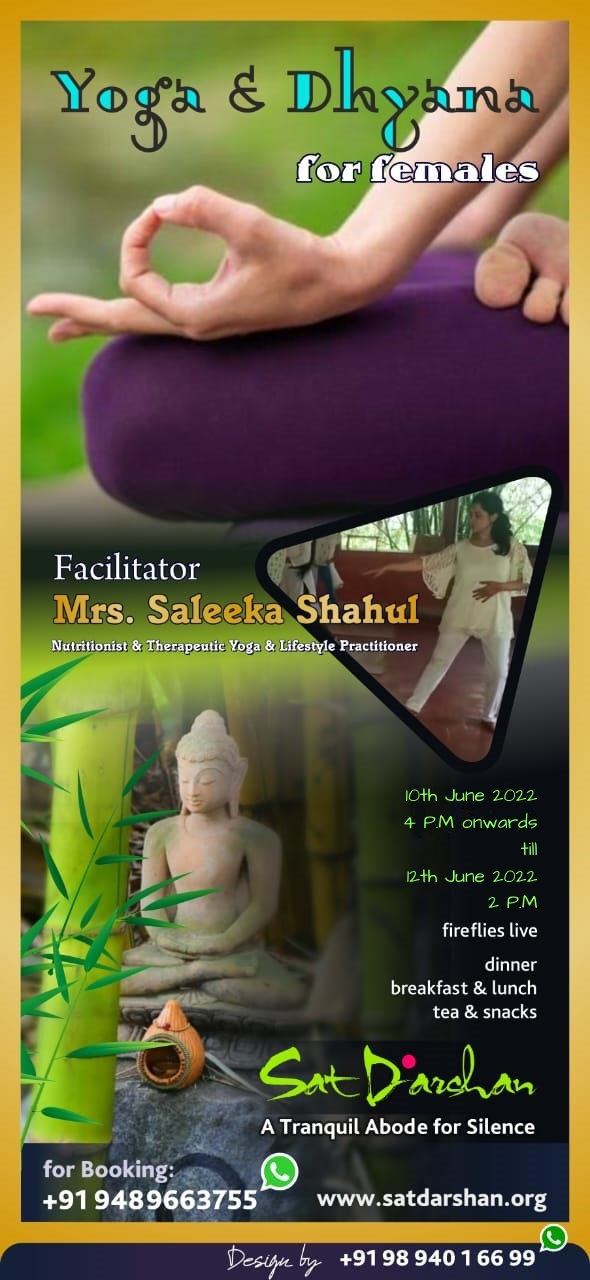 Yoga & Dhyana
for females
Facilitator
Mrs. Saleeka Shahul
Nutritionist & Therapeutic Yoga & Lifestyle Practitioner
10th June 2022
4 P.M onwards
till
12th June 2022
2 P.M
fireflies live
dinner
breakfast & lunch
tea & snacks
Sat Darshan
A Tranquil Abode for Silence
for Booking:
+91 9489663755
www.satdarshan.org
Design by +91 98 940 1 66 99